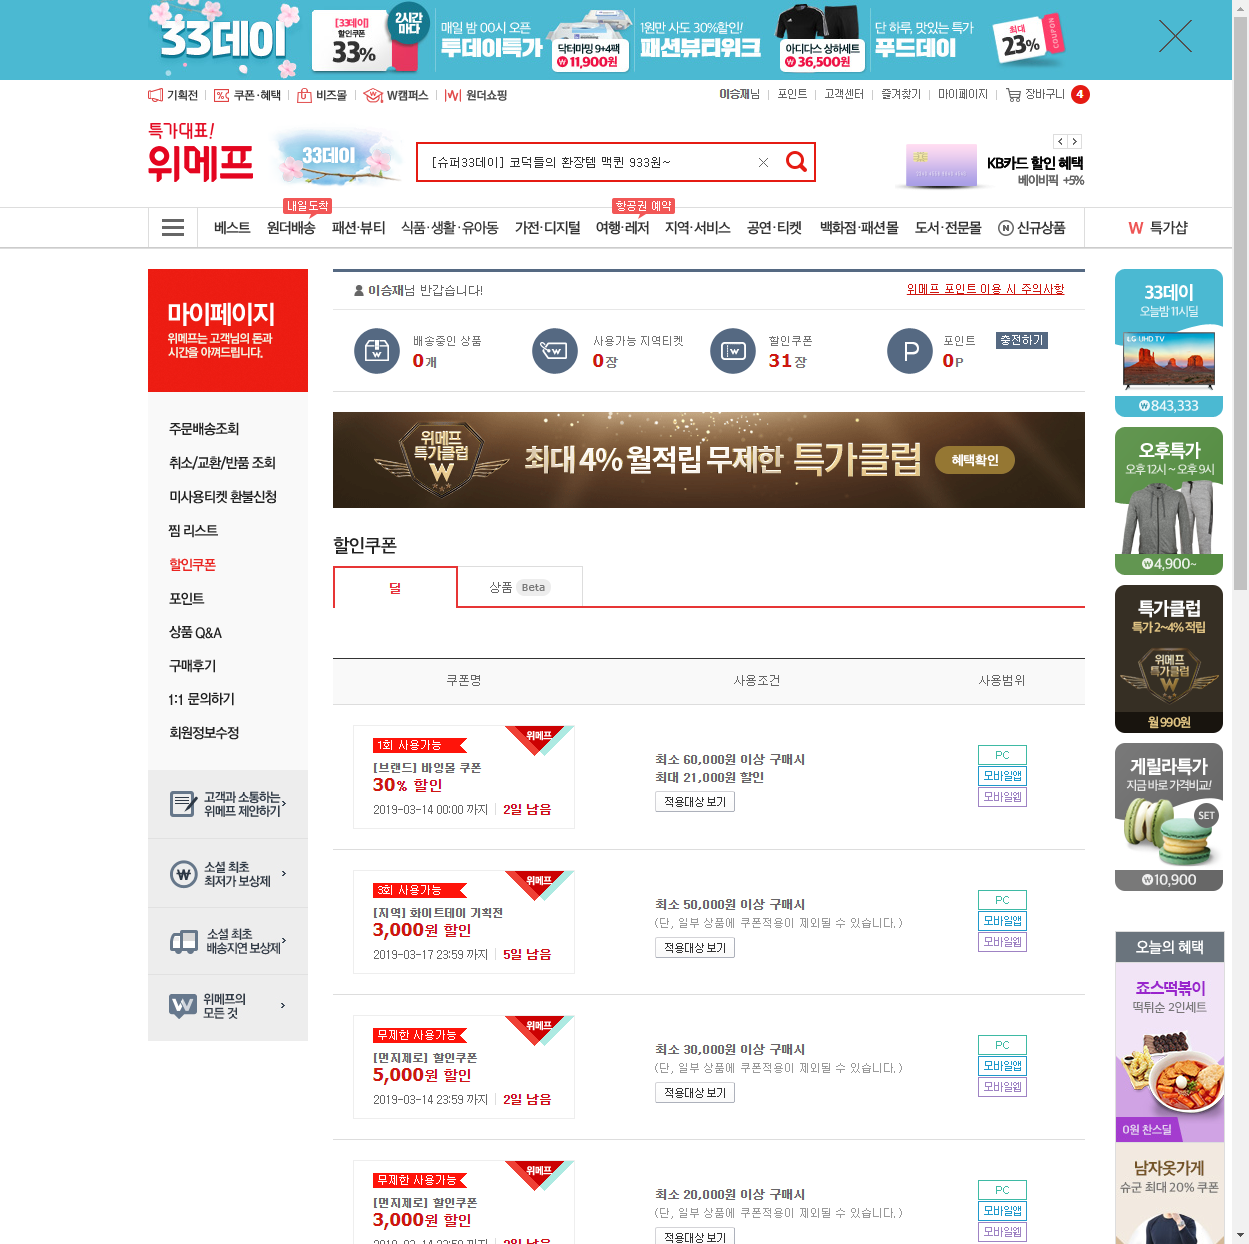 33데이
[33데이]
할인쿠폰
33%
2시간
마다
매일 밤 00시 오픈
투데이특가
닥터마밍 9+4팩
₩11,900원
1원만 사도 30%할인!
패션뷰티위크
아디다스 상하세트
₩36,500원
단 하루, 맛있는 특가
푸드데이
최대
23%
COUPON
기획전
쿠폰·혜택
비즈몰
W캠퍼스
원더쇼핑
이승재님
포인트
고객센터
즐겨찾기
마이페이지
장바구니 4
특가대표!
위메프
33데이
[슈퍼33데이] 코덕들의 환장템 맥퀸 933원~
KB카드 할인 혜택
베이비픽 +5%
내일도착
항공권 예약
베스트
원더배송
패션·뷰티
식품·생활·유아동
가전·디지털
여행·레저
지역·서비스
공연·티켓
백화점·패션몰
도서·전문몰
N 신규상품
W 특가샵
마이페이지
위메프는 고객님의 돈과
시간을 아껴드립니다.
주문배송조회
취소/교환/반품 조회
미사용티켓 환불신청
찜 리스트
할인쿠폰
포인트
상품 Q&A
구매후기
1:1 문의하기
회원정보수정
고객과 소통하는
위메프 제안하기
소셜 최초
최저가 보상제
소셜 최초
배송지연 보상제
위메프의
모든 것
이승재님 반갑습니다!
위메프 포인트 이용 시 주의사항
배송중인 상품
0개
사용가능 지역티켓
0장
할인쿠폰
31장
포인트
0P
충전하기
위메프
특가클럽
W
최대 4% 월적립 무제한 특가클럽
혜택확인
할인쿠폰
딜
상품 Beta
쿠폰명
사용조건
사용범위
1회 사용가능
위메프
[브랜드] 바잉몰 쿠폰
30% 할인
2019-03-14 00:00 까지
2일 남음
최소 60,000원 이상 구매시
최대 21,000원 할인
적용대상 보기
PC
모바일앱
모바일웹
3회 사용가능
위메프
[지역] 화이트데이 기획전
3,000원 할인
2019-03-17 23:59 까지
5일 남음
최소 50,000원 이상 구매시
(단, 일부 상품에 쿠폰적용이 제외될 수 있습니다.)
적용대상 보기
PC
모바일앱
모바일웹
무제한 사용가능
위메프
[먼지제로] 할인쿠폰
5,000원 할인
2019-03-14 23:59 까지
2일 남음
최소 30,000원 이상 구매시
(단, 일부 상품에 쿠폰적용이 제외될 수 있습니다.)
적용대상 보기
PC
모바일앱
모바일웹
무제한 사용가능
위메프
[먼지제로] 할인쿠폰
3,000원 할인
2019-03-14 23:59 까지
2일 남음
최소 20,000원 이상 구매시
(단, 일부 상품에 쿠폰적용이 제외될 수 있습니다.)
적용대상 보기
PC
모바일앱
모바일웹
33데이
오늘밤 11시딜
LG UHD TV
₩843,333
오후특가
오후 12시 ~ 오후 9시
₩4,900~
특가클럽
특가 2~4% 적립
위메프
특가클럽
W
월 990원
게릴라특가
지금 바로 가격비교!
SET
₩10,900
오늘의 혜택
죠스떡볶이
떡튀순 2인세트
0원 찬스딜
남자옷가게
슈군 최대 20% 쿠폰